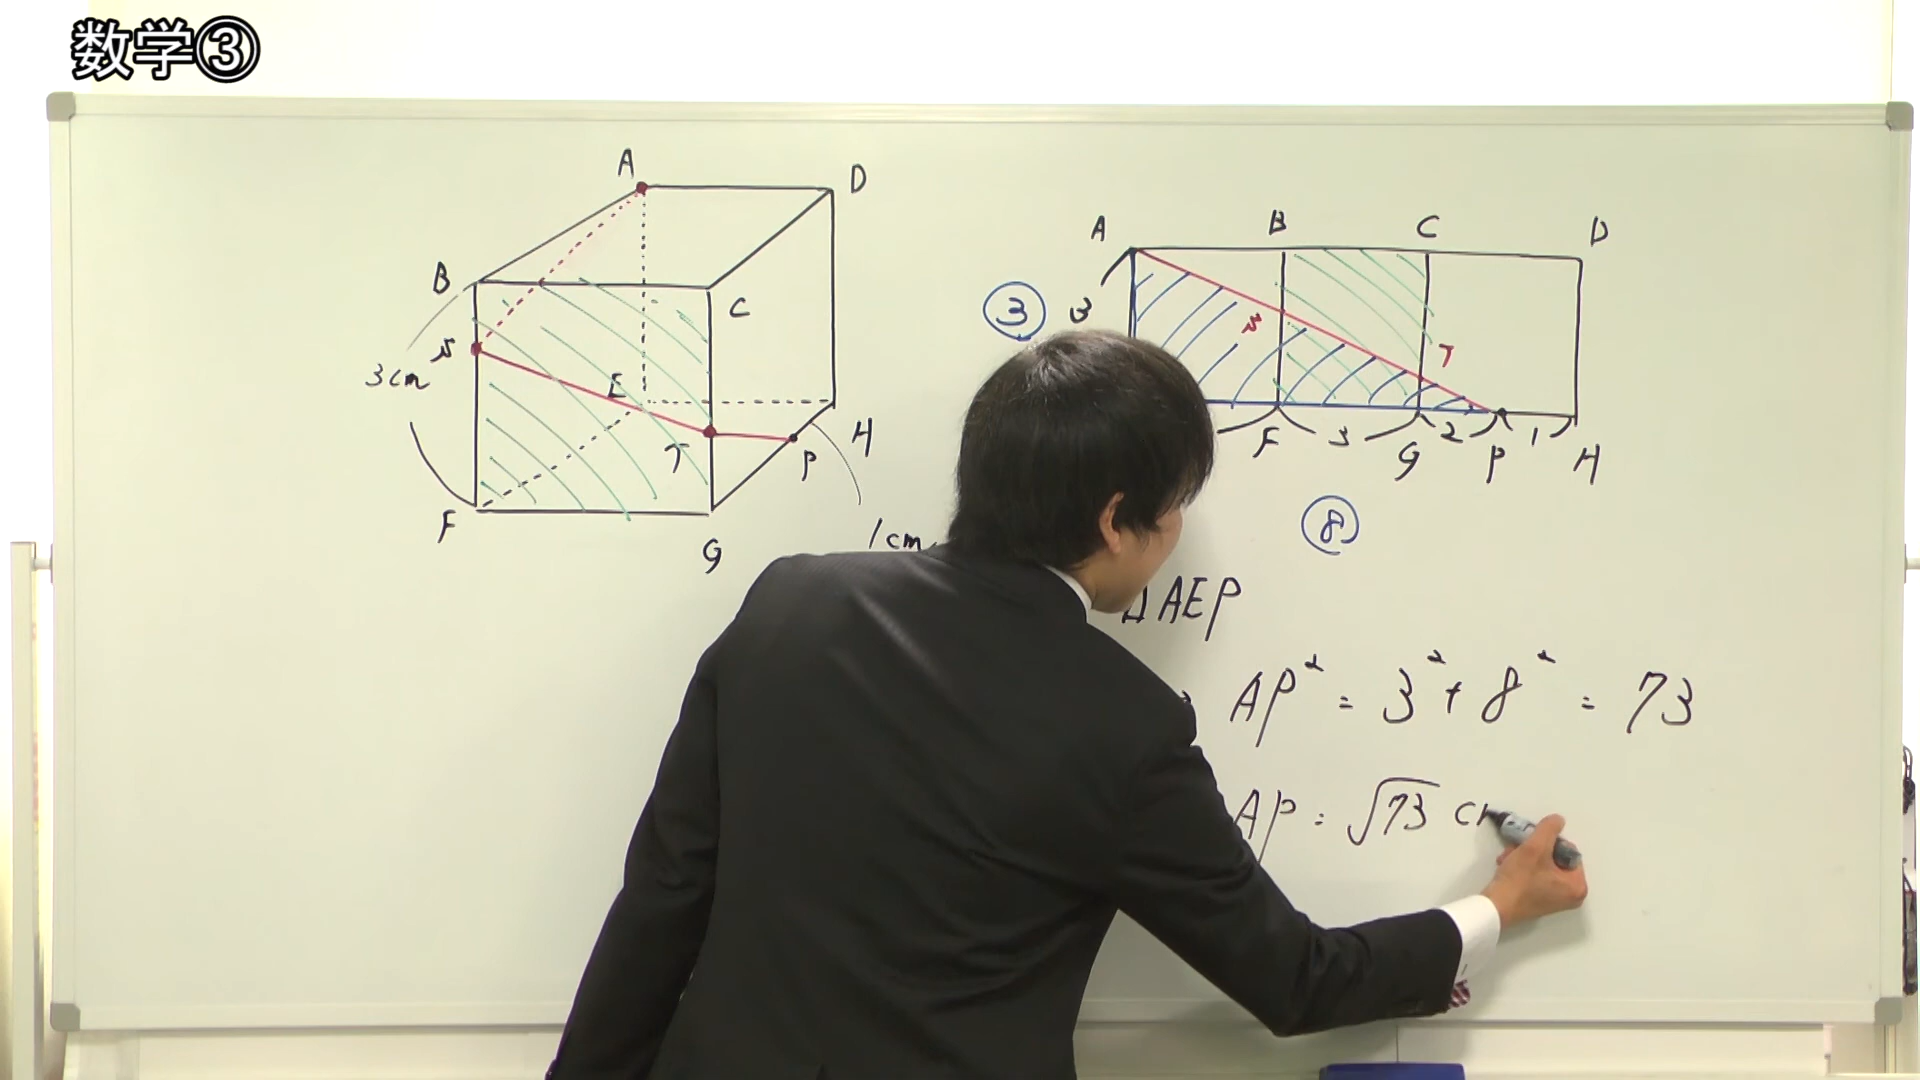 数学③
A
D
B
C
S
3cm
E
T
H
P
F
G
1cm
A B C D
③ 3
S
T
F 3 G 2 P 1 H
⑧
△AEP
AP² = 3² + 8² = 73
AP = √73 c